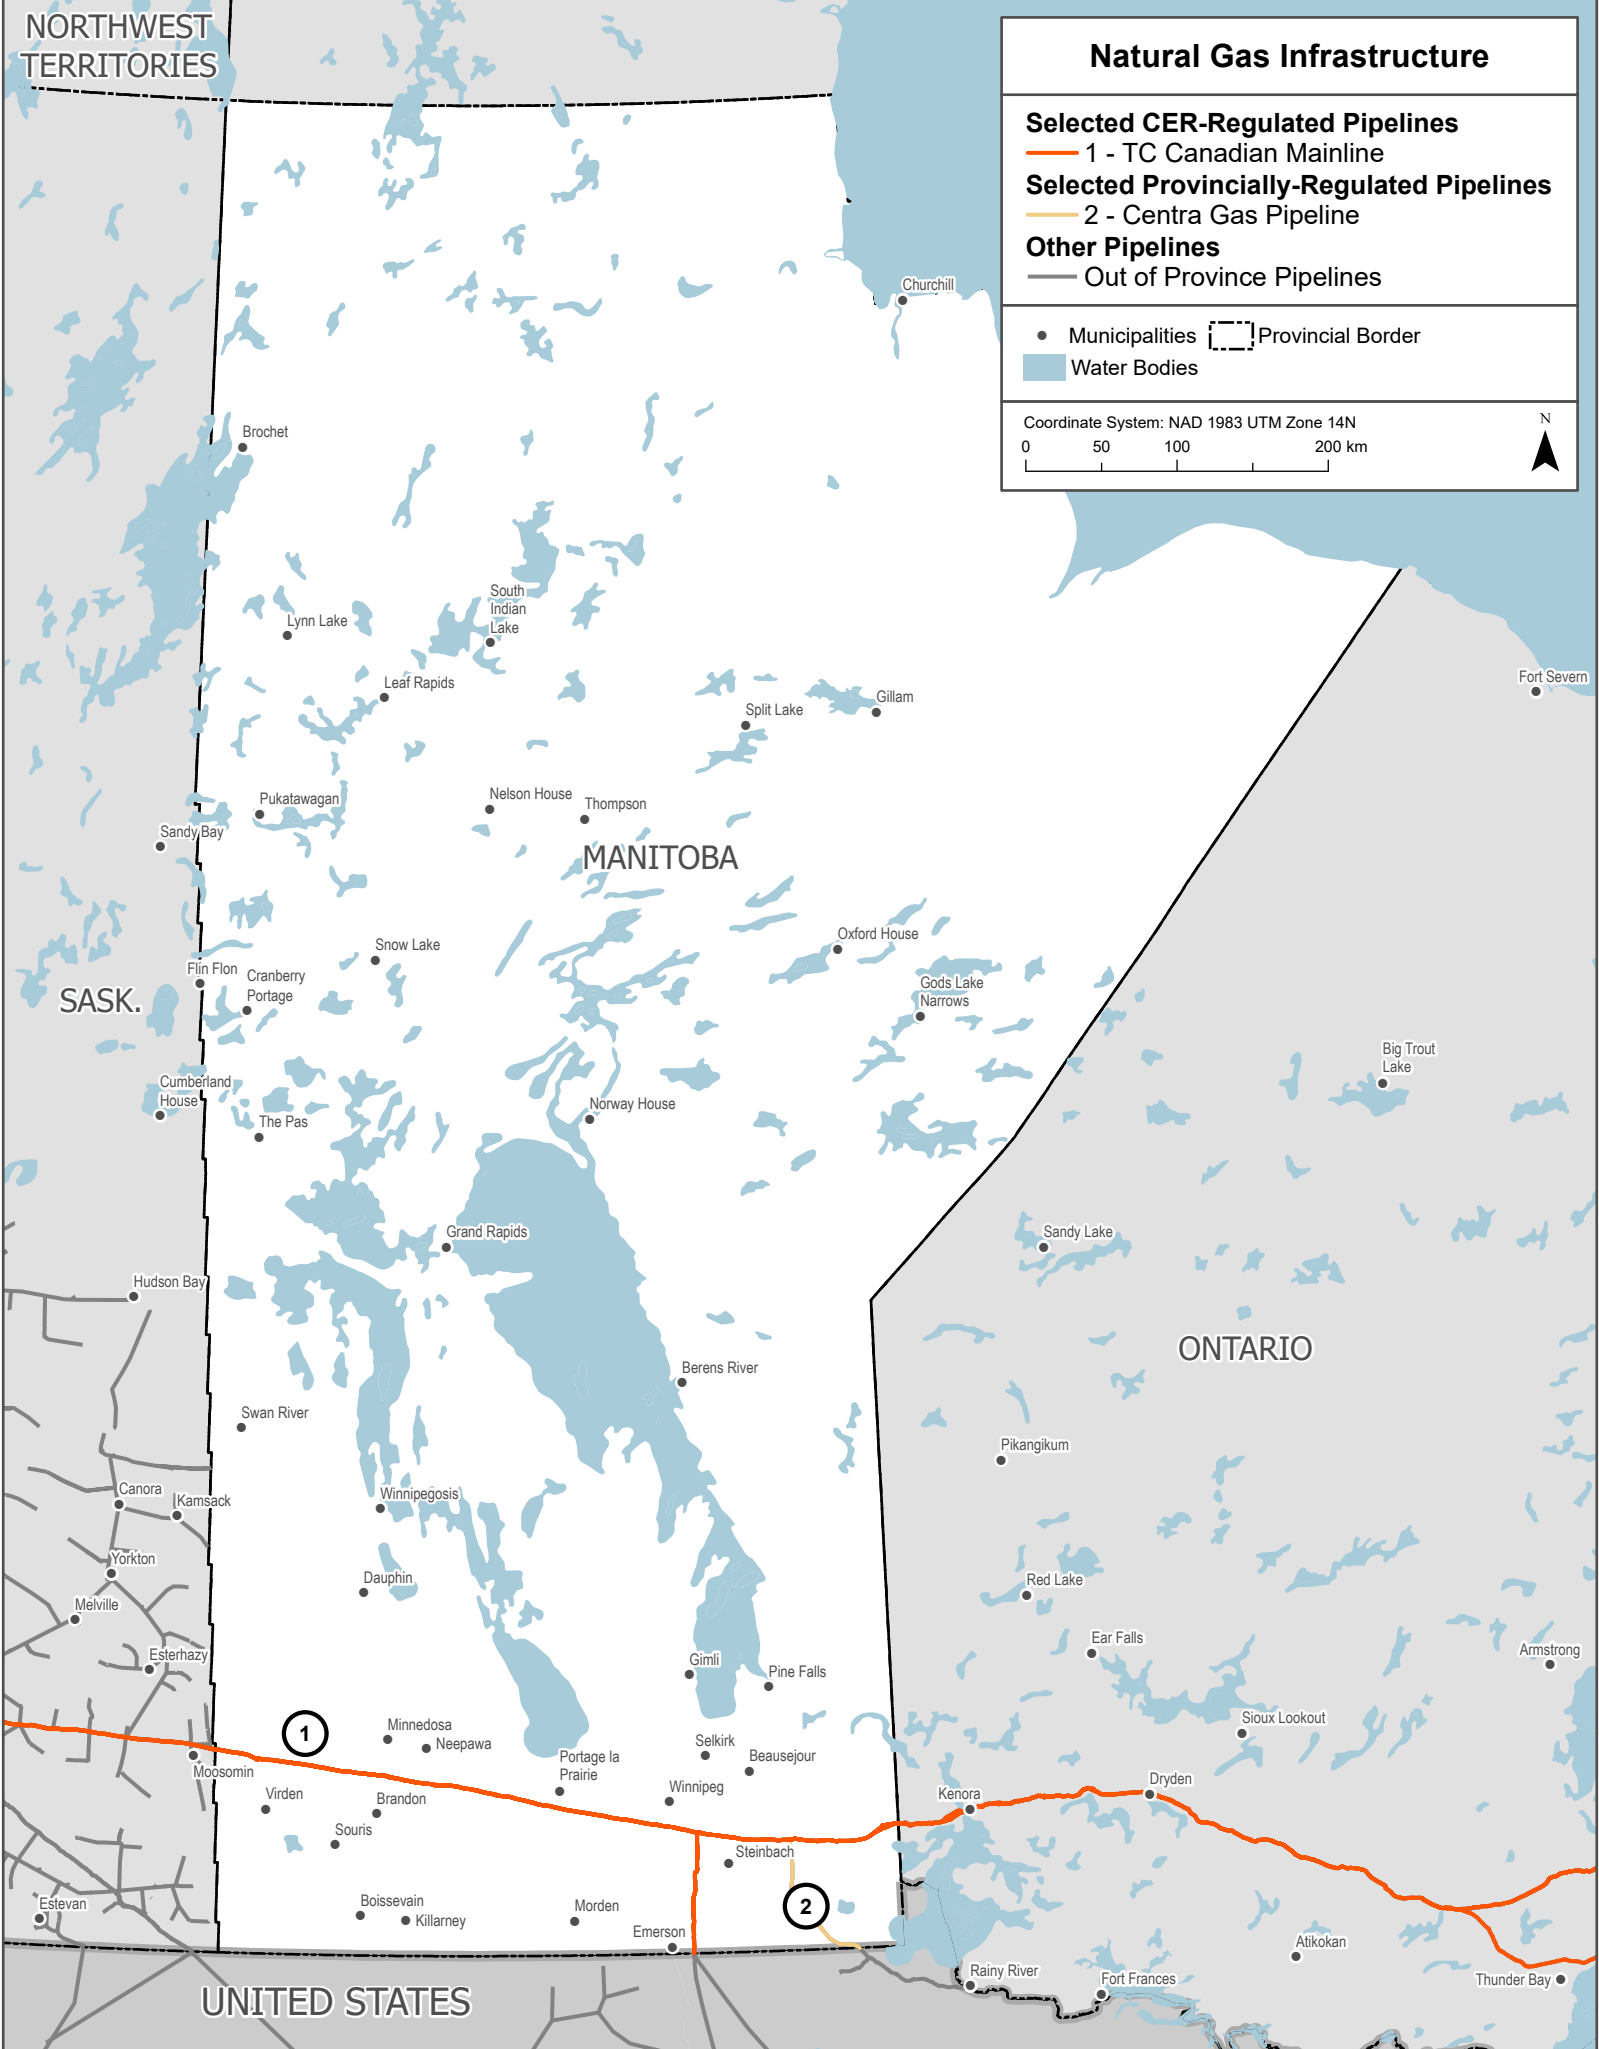 NORTHWEST
TERRITORIES
Natural Gas Infrastructure
Selected CER-Regulated Pipelines
1 - TC Canadian Mainline
Selected Provincially-Regulated Pipelines
2 - Centra Gas Pipeline
Other Pipelines
Out of Province Pipelines
Municipalities
Provincial Border
Water Bodies
Coordinate System: NAD 1983 UTM Zone 14N
0 50 100 200 km
N
Churchill
Brochet
South
Indian
Lake
Lynn Lake
Leaf Rapids
Split Lake
Gillam
Fort Severn
Pukatawagan
Nelson House
Thompson
Sandy Bay
MANITOBA
Snow Lake
Oxford House
Flin Flon
Cranberry
Portage
Gods Lake
Narrows
SASK.
Big Trout
Lake
Cumberland
House
Norway House
The Pas
Grand Rapids
Sandy Lake
Hudson Bay
ONTARIO
Berens River
Swan River
Pikangikum
Canora
Kamsack
Winnipegosis
Yorkton
Dauphin
Red Lake
Melville
Ear Falls
Esterhazy
Gimli
Pine Falls
Armstrong
1
Minnedosa
Neepawa
Sioux Lookout
Selkirk
Beausejour
Portage la
Prairie
Moosomin
Virden
Brandon
Winnipeg
Kenora
Dryden
Souris
Steinbach
Estevan
Boissevain
Killarney
Morden
2
Emerson
Atikokan
Rainy River
Fort Frances
Thunder Bay
UNITED STATES